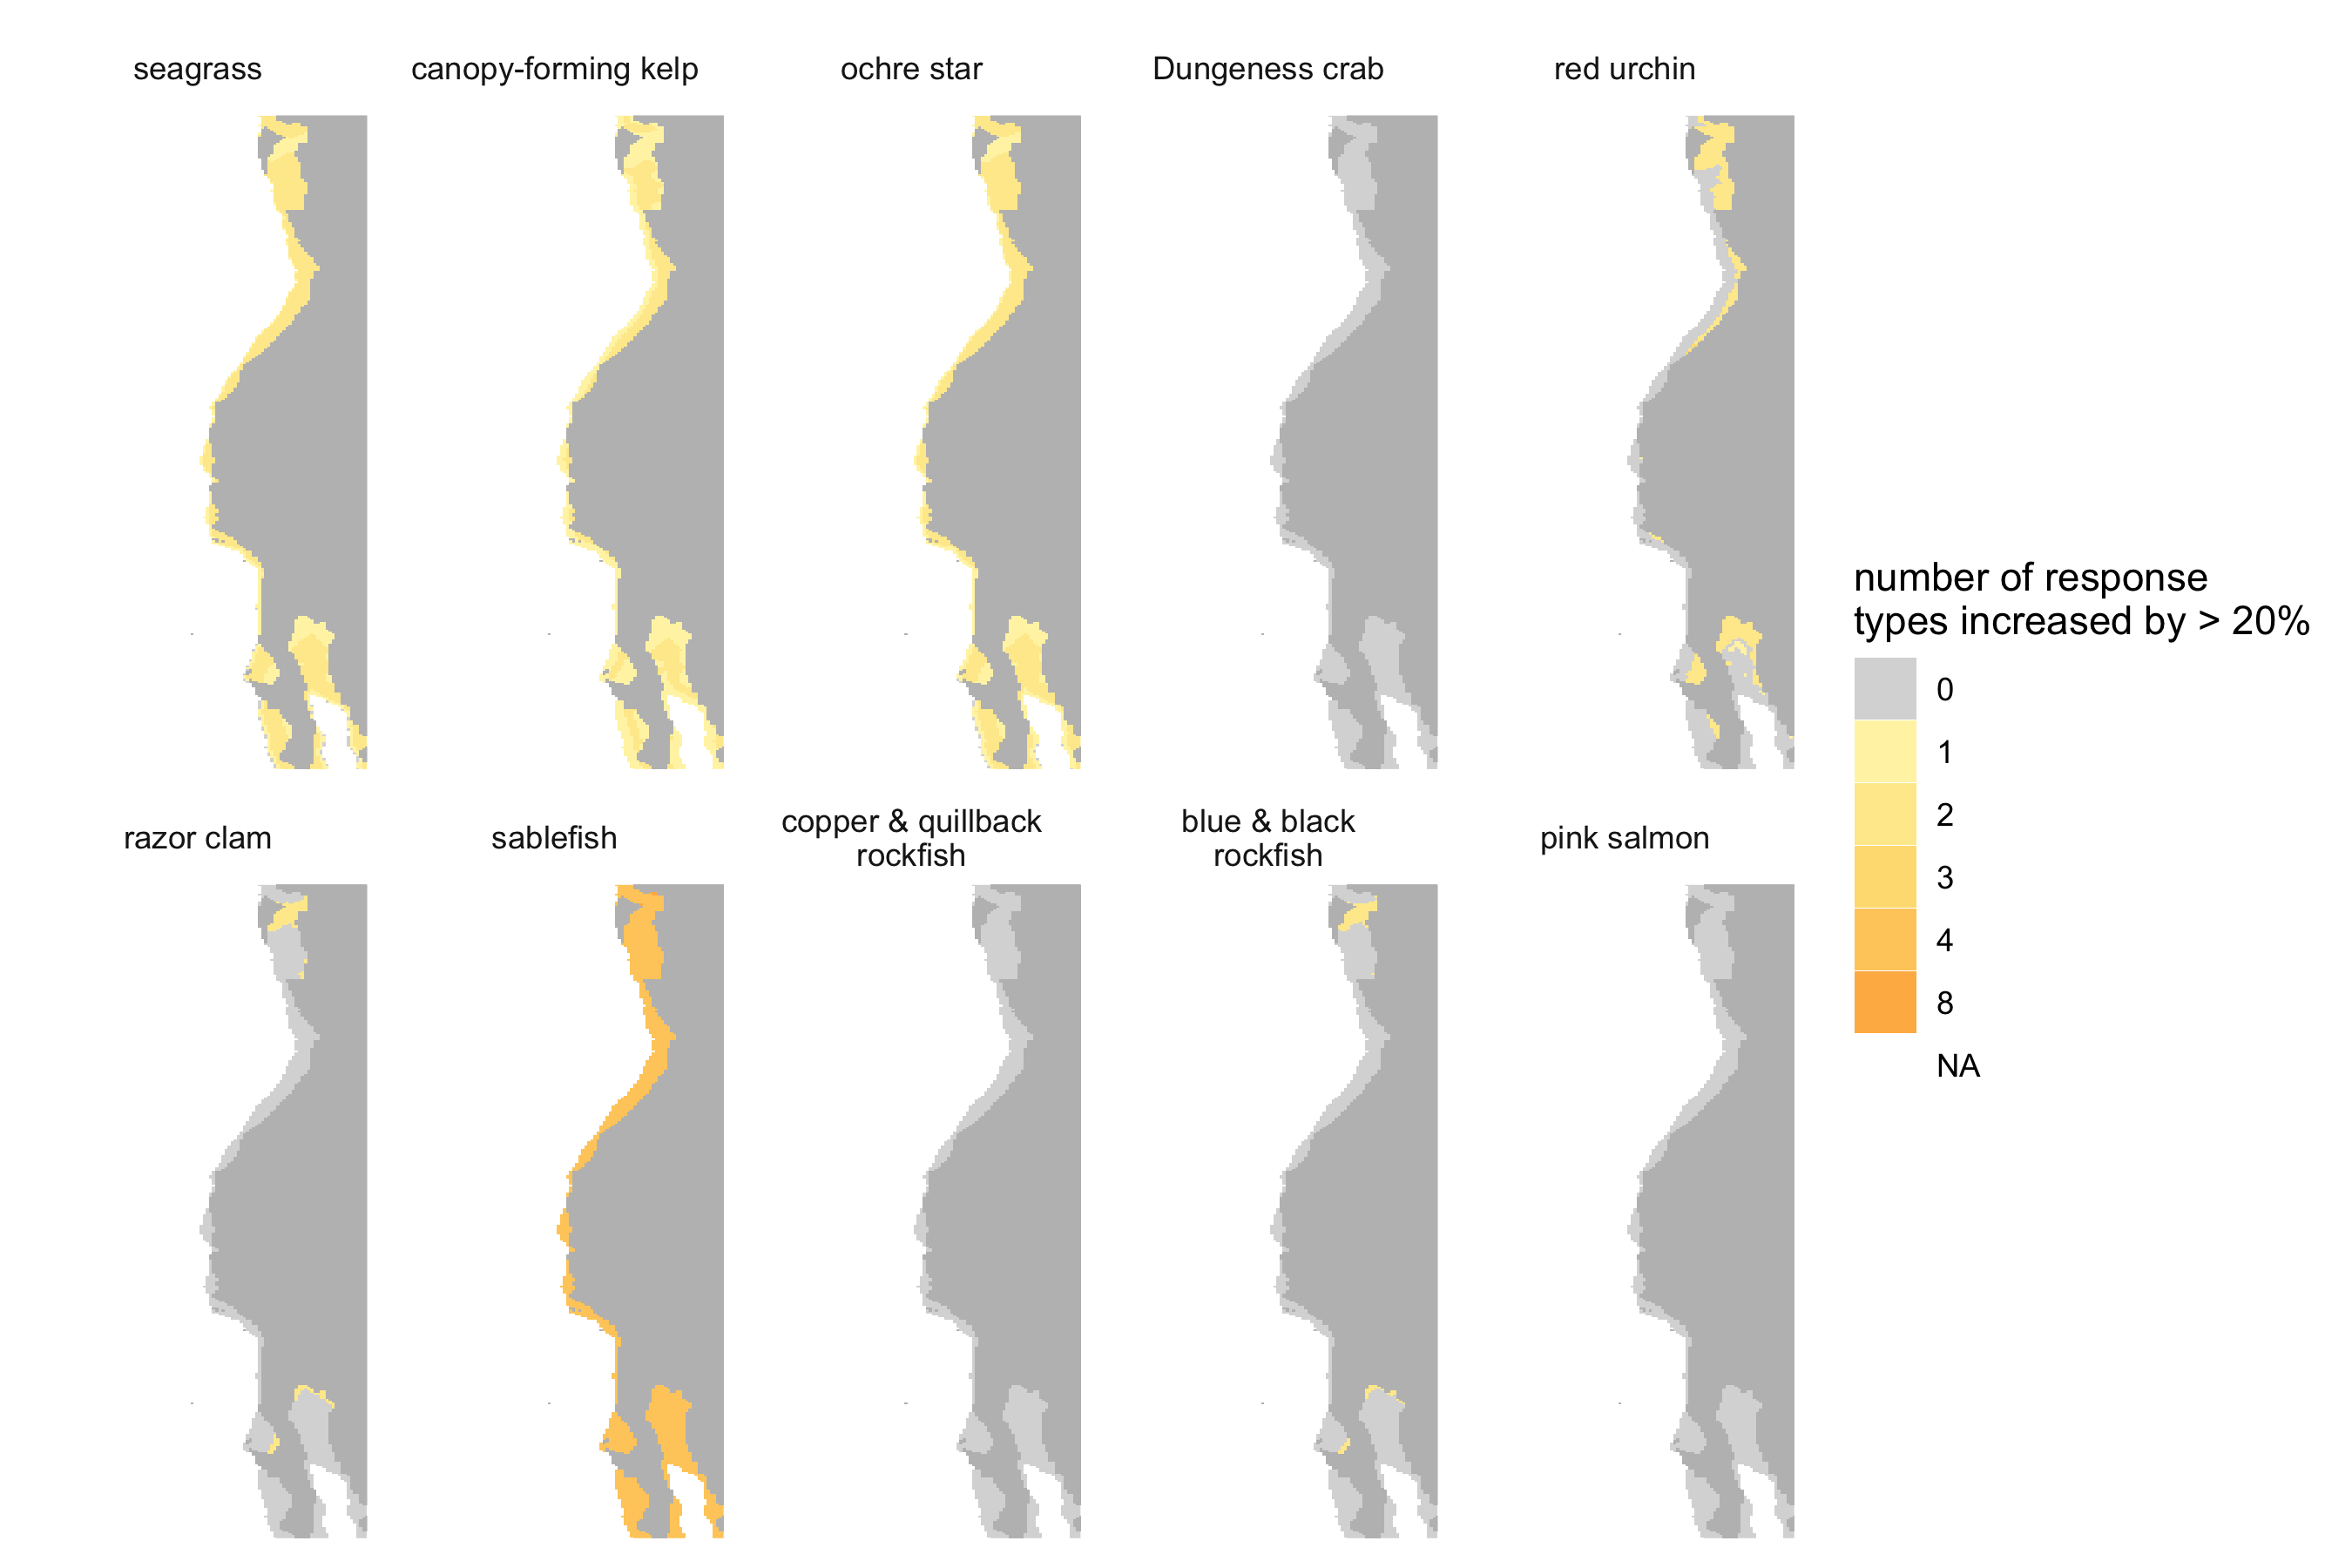 seagrass
canopy-forming kelp
ochre star
Dungeness crab
red urchin
razor clam
sablefish
copper & quillback
rockfish
blue & black
rockfish
pink salmon
number of response
types increased by > 20%
0
1
2
3
4
8
NA